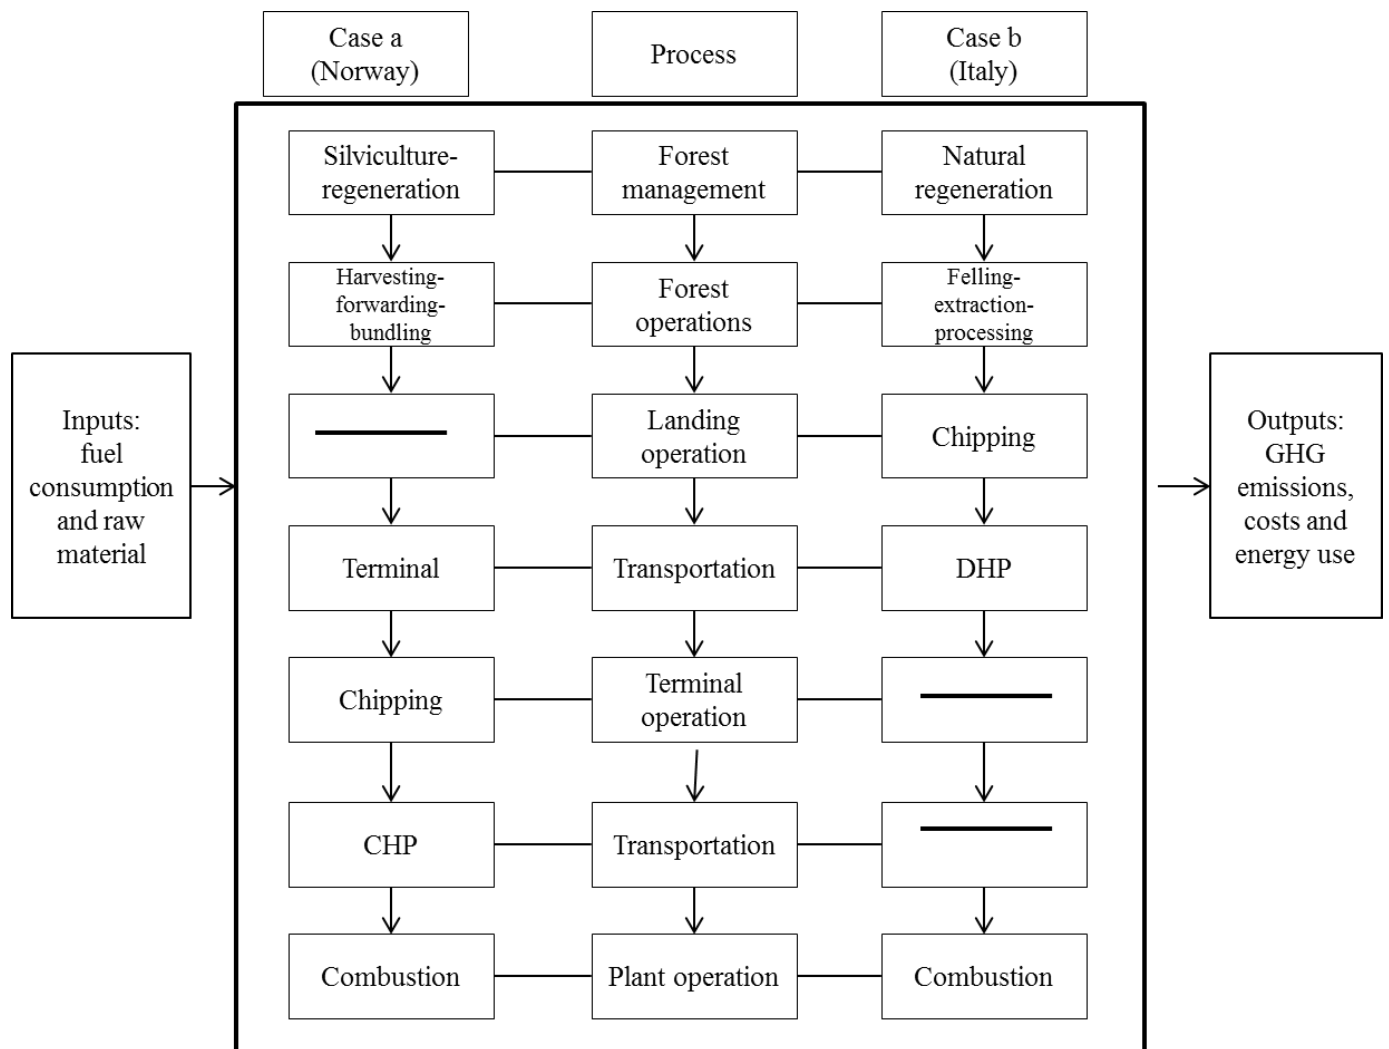 Case a
(Norway)
Process
Case b
(Italy)
Silviculture-
regeneration
Forest
management
Natural
regeneration
Harvesting-
forwarding-
bundling
Forest
operations
Felling-
extraction-
processing
Inputs:
fuel
consumption
and raw
material
Landing
operation
Chipping
Outputs:
GHG
emissions,
costs and
energy use
Terminal
Transportation
DHP
Chipping
Terminal
operation
CHP
Transportation
Combustion
Plant operation
Combustion